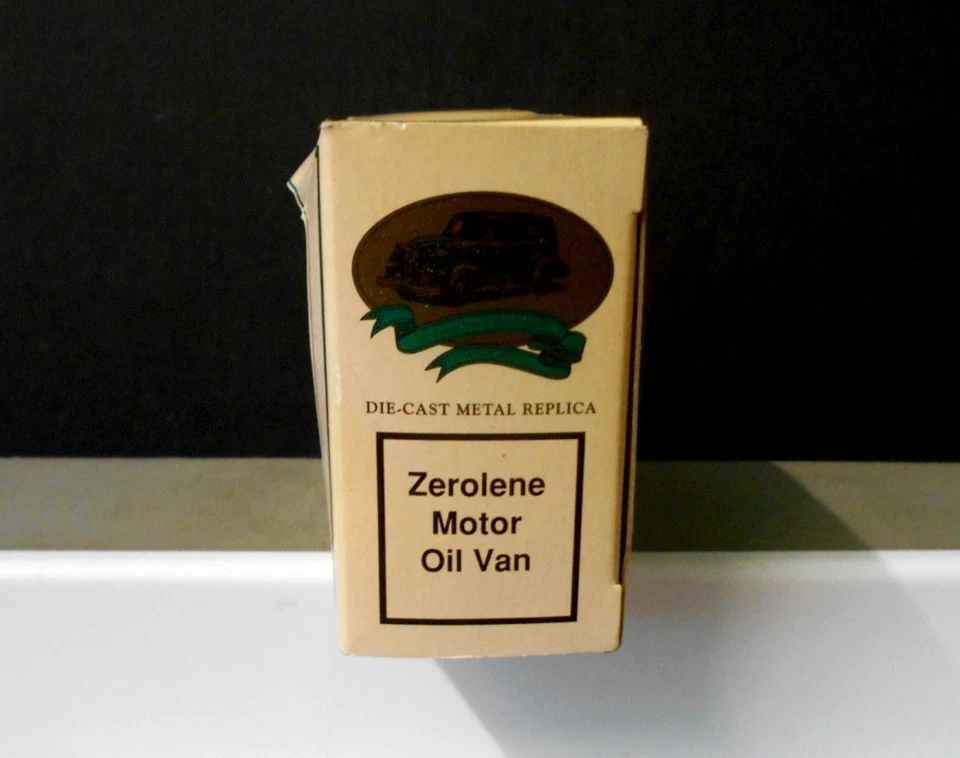 DIE-CAST METAL REPLICA
Zerolene
Motor
Oil Van